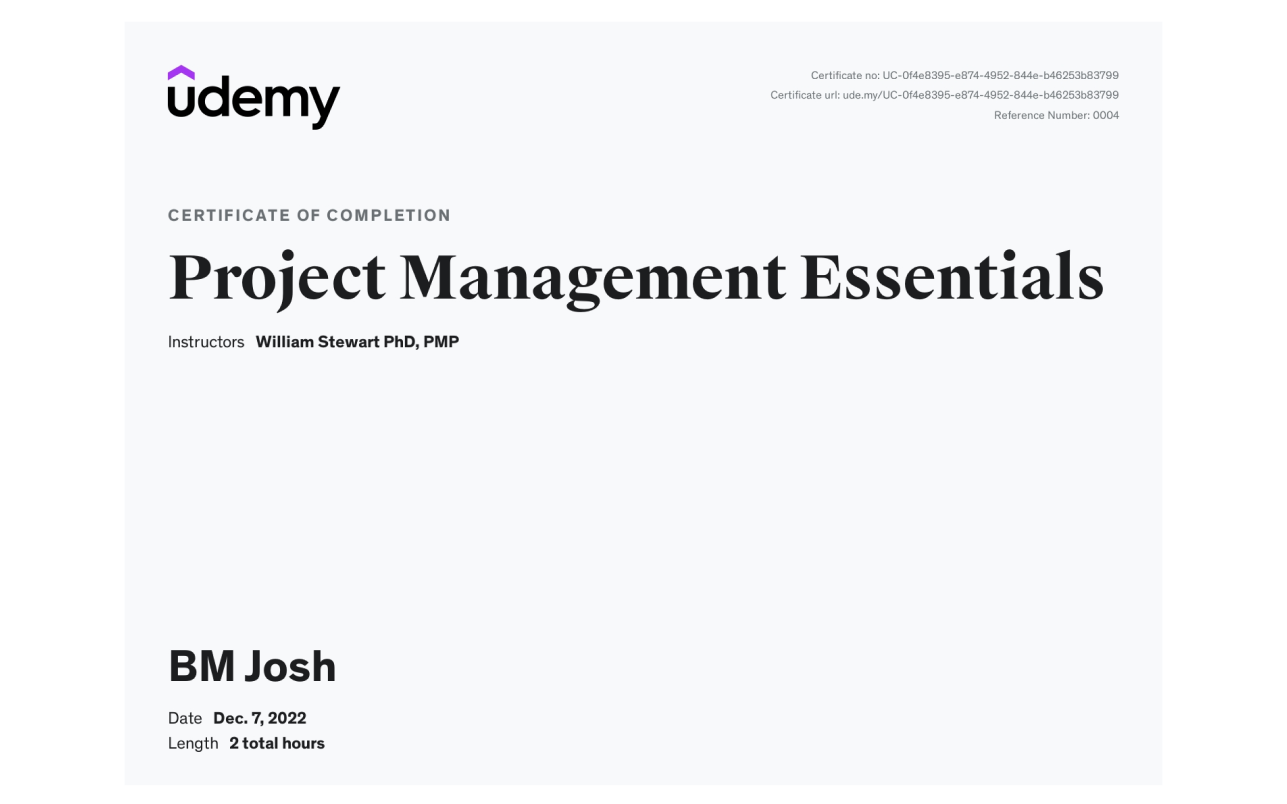 udemy
Certificate no: UC-0f4e8395-e874-4952-844e-b46253b83799
Certificate url: ude.my/UC-0f4e8395-e874-4952-844e-b46253b83799
Reference Number: 0004
CERTIFICATE OF COMPLETION
Project Management Essentials
Instructors William Stewart PhD, PMP
BM Josh
Date Dec. 7, 2022
Length 2 total hours